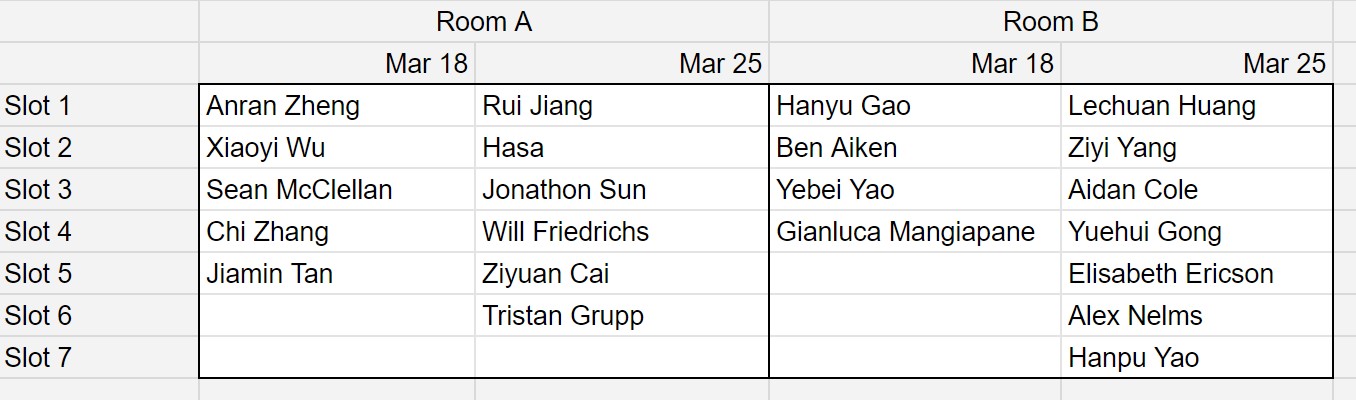 Room A Room B
Mar 18 Mar 25 Mar 18 Mar 25
Slot 1 Anran Zheng Rui Jiang Hanyu Gao Lechuan Huang
Slot 2 Xiaoyi Wu Hasa Ben Aiken Ziyi Yang
Slot 3 Sean McClellan Jonathon Sun Yebei Yao Aidan Cole
Slot 4 Chi Zhang Will Friedrichs Gianluca Mangiapane Yuehui Gong
Slot 5 Jiamin Tan Ziyuan Cai Elisabeth Ericson
Slot 6 Tristan Grupp Alex Nelms
Slot 7 Hanpu Yao